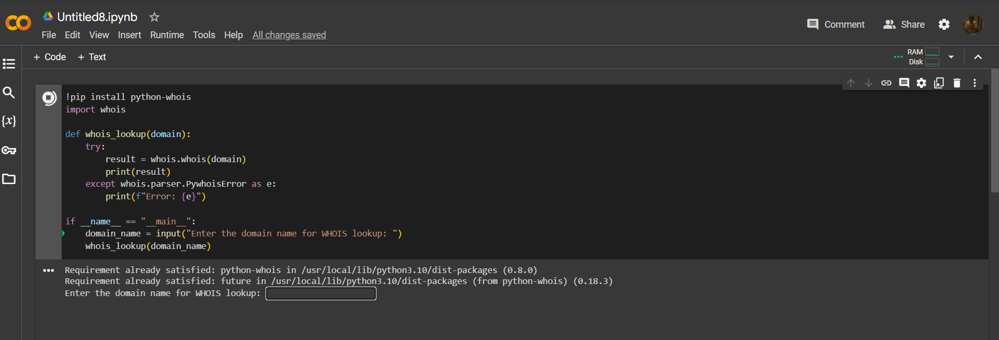 Untitled8.ipynb
File Edit View Insert Runtime Tools Help All changes saved
Comment Share
+ Code + Text
RAM
Disk
{x}
!pip install python-whois
import whois
def whois_lookup(domain):
    try:
        result = whois.whois(domain)
        print(result)
    except whois.parser.PywhoisError as e:
        print(f"Error: {e}")
if __name__ == "__main__":
    domain_name = input("Enter the domain name for WHOIS lookup: ")
    whois_lookup(domain_name)
Requirement already satisfied: python-whois in /usr/local/lib/python3.10/dist-packages (0.8.0)
Requirement already satisfied: future in /usr/local/lib/python3.10/dist-packages (from python-whois) (0.18.3)
Enter the domain name for WHOIS lookup: